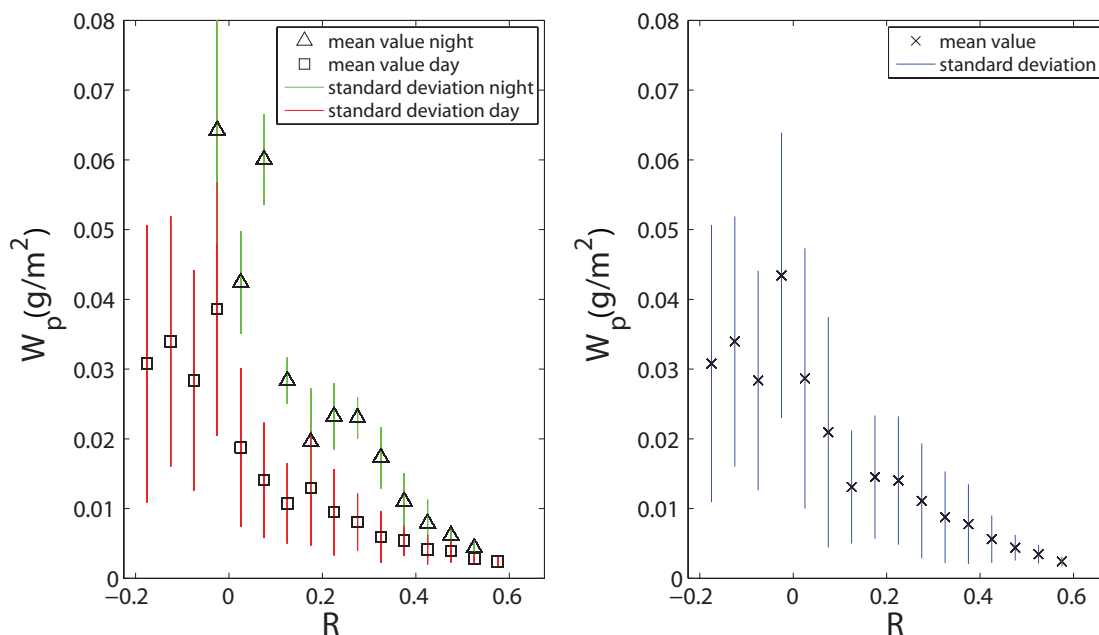 0.08
0.07
0.06
0.05
0.04
0.03
0.02
0.01
0
−0.2
0
0.2
0.4
0.6
W_p(g/m^2)
R
mean value night
mean value day
standard deviation night
standard deviation day
0.08
0.07
0.06
0.05
0.04
0.03
0.02
0.01
0
−0.2
0
0.2
0.4
0.6
W_p(g/m^2)
R
mean value
standard deviation